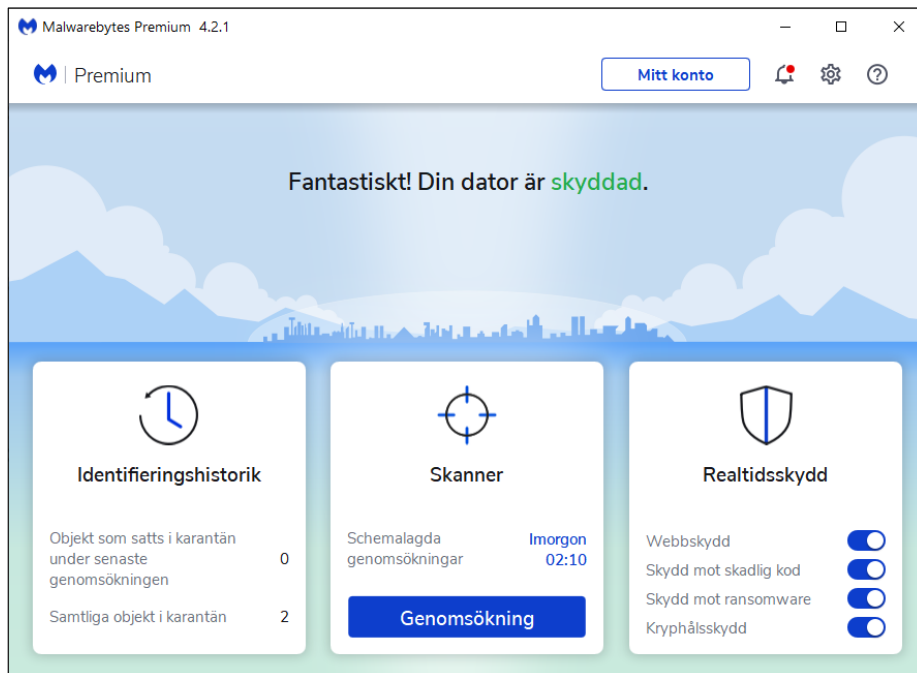 Malwarebytes Premium 4.2.1
Premium
Mitt konto
Fantastiskt! Din dator är skyddad.
Identifieringshistorik
Objekt som satts i karantän
under senaste
genomsökningen
0
Samtliga objekt i karantän 2
Skanner
Schemalagda
genomsökningar
Imorgon
02:10
Genomsökning
Realtidsskydd
Webbskydd
Skydd mot skadlig kod
Skydd mot ransomware
Kryphålsskydd